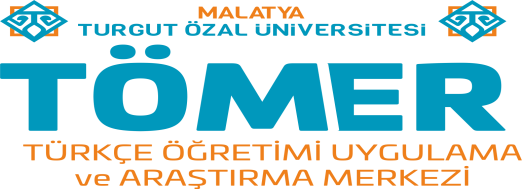 MALATYA
TURGUT ÖZAL ÜNİVERSİTESİ
TÖMER
TÜRKÇE ÖĞRETİMİ UYGULAMA
ve ARAŞTIRMA MERKEZİ